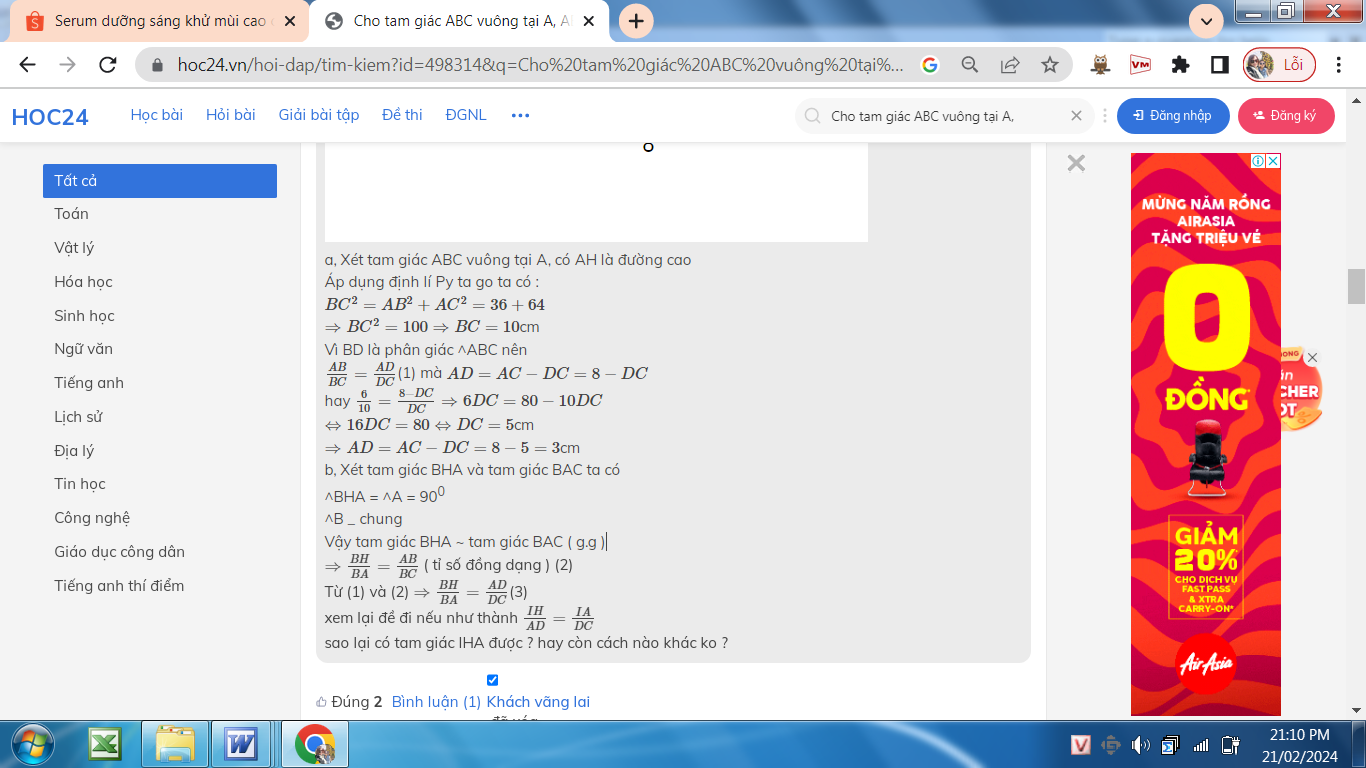 Serum dưỡng sáng khử mùi cao c
Cho tam giác ABC vuông tại A, A
hoc24.vn/hoi-dap/tim-kiem?id=498314&q=Cho%20tam%20giác%20ABC%20vuông%20tại%...
VM
Lỗi
HOC24
Học bài
Hỏi bài
Giải bài tập
Đề thi
ĐGNL
Cho tam giác ABC vuông tại A,
Đăng nhập
Đăng ký
Tất cả
Toán
Vật lý
Hóa học
Sinh học
Ngữ văn
Tiếng anh
Lịch sử
Địa lý
Tin học
Công nghệ
Giáo dục công dân
Tiếng anh thí điểm
8
a, Xét tam giác ABC vuông tại A, có AH là đường cao
Áp dụng định lí Py ta go ta có :
BC² = AB² + AC² = 36 + 64
⇒ BC² = 100 ⇒ BC = 10cm
Vì BD là phân giác ^ABC nên
AB/BC = AD/DC (1) mà AD = AC − DC = 8 − DC
hay 6/10 = 8−DC/DC ⇒ 6DC = 80 − 10DC
⇔ 16DC = 80 ⇔ DC = 5cm
⇒ AD = AC − DC = 8 − 5 = 3cm
b, Xét tam giác BHA và tam giác BAC ta có
^BHA = ^A = 90⁰
^B _ chung
Vậy tam giác BHA ~ tam giác BAC ( g.g )
⇒ BH/BA = AB/BC ( tỉ số đồng dạng ) (2)
Từ (1) và (2) ⇒ BH/BA = AD/DC (3)
xem lại đề đi nếu như thành IH/AD = IA/DC
sao lại có tam giác IHA được ? hay còn cách nào khác ko ?
Đúng 2
Bình luận (1)
Khách vãng lai
đã xóa
MỪNG NĂM RỒNG
AIRASIA
TẶNG TRIỆU VÉ
0
ĐỒNG
GIẢM
20%
CHO DỊCH VỤ
FAST PASS
& XTRA
CARRY-ON*
AirAsia
CHER
OT
21:10 PM
21/02/2024